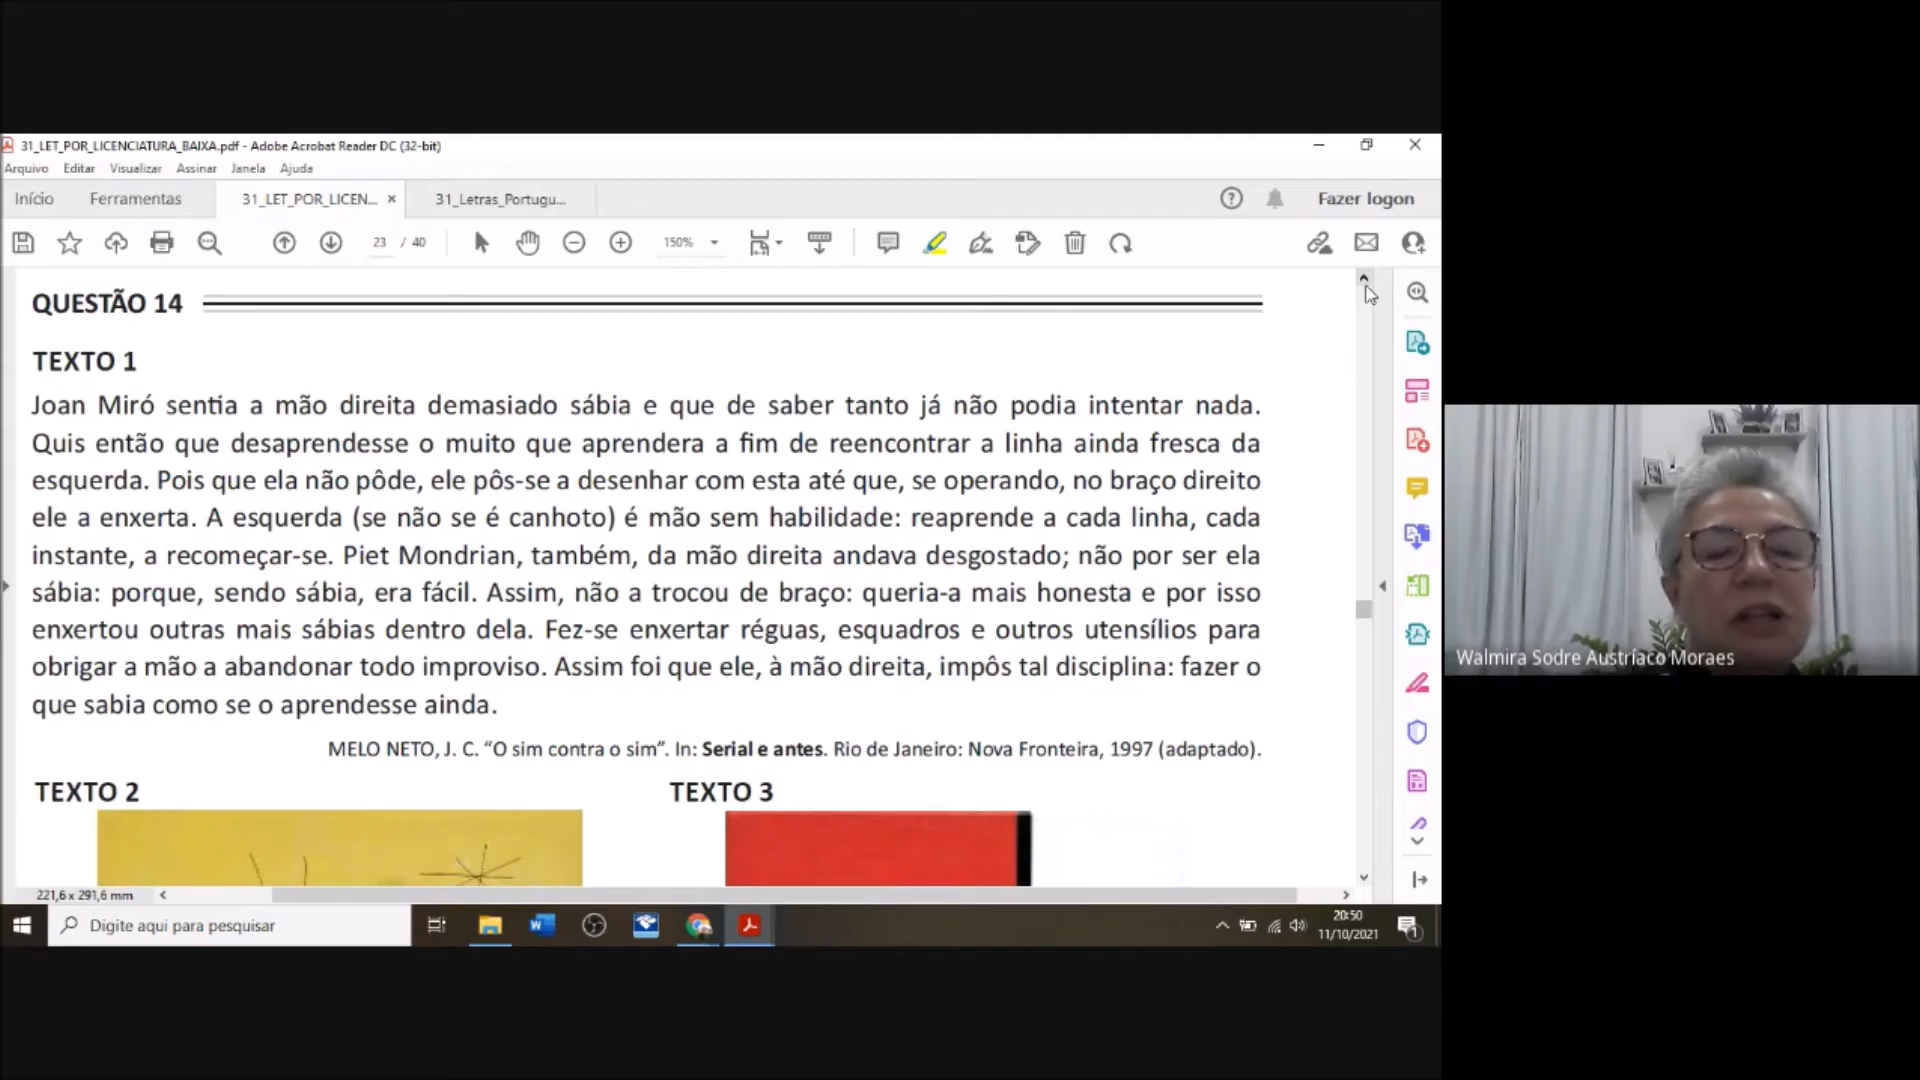 31_LET_POR_LICENCIATURA_BAIXA.pdf - Adobe Acrobat Reader DC (32-bit)
Arquivo Editar Visualizar Assinar Janela Ajuda
Início Ferramentas 31_LET_POR_LICEN... 31_Letras_Portugu... Fazer logon
23 / 40 150%
QUESTÃO 14
TEXTO 1
Joan Miró sentia a mão direita demasiado sábia e que de saber tanto já não podia intentar nada.
Quis então que desaprendesse o muito que aprendera a fim de reencontrar a linha ainda fresca da
esquerda. Pois que ela não pôde, ele pôs-se a desenhar com esta até que, se operando, no braço direito
ele a enxerta. A esquerda (se não se é canhoto) é mão sem habilidade: reaprende a cada linha, cada
instante, a recomeçar-se. Piet Mondrian, também, da mão direita andava desgostado; não por ser ela
sábia: porque, sendo sábia, era fácil. Assim, não a trocou de braço: queria-a mais honesta e por isso
enxertou outras mais sábias dentro dela. Fez-se enxertar réguas, esquadros e outros utensílios para
obrigar a mão a abandonar todo improviso. Assim foi que ele, à mão direita, impôs tal disciplina: fazer o
que sabia como se o aprendesse ainda.
MELO NETO, J. C. “O sim contra o sim”. In: Serial e antes. Rio de Janeiro: Nova Fronteira, 1997 (adaptado).
TEXTO 2 TEXTO 3
221,6 x 291,6 mm
Digite aqui para pesquisar
20:50
11/10/2021
1
Walmira Sodre Austríaco Moraes